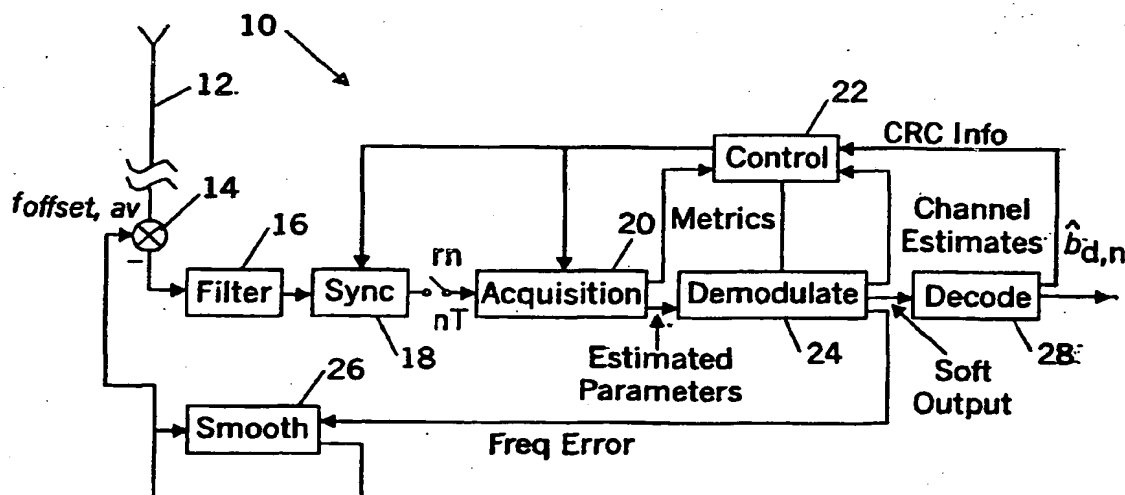 10
12
22
CRC Info
Control
foffset, av
14
16
20
Metrics
Channel
Estimates
b̂d,n
rn
Filter
Sync
Acquisition
Demodulate
Decode
nT
18
24
28
Estimated
Parameters
Soft
Output
26
Smooth
Freq Error